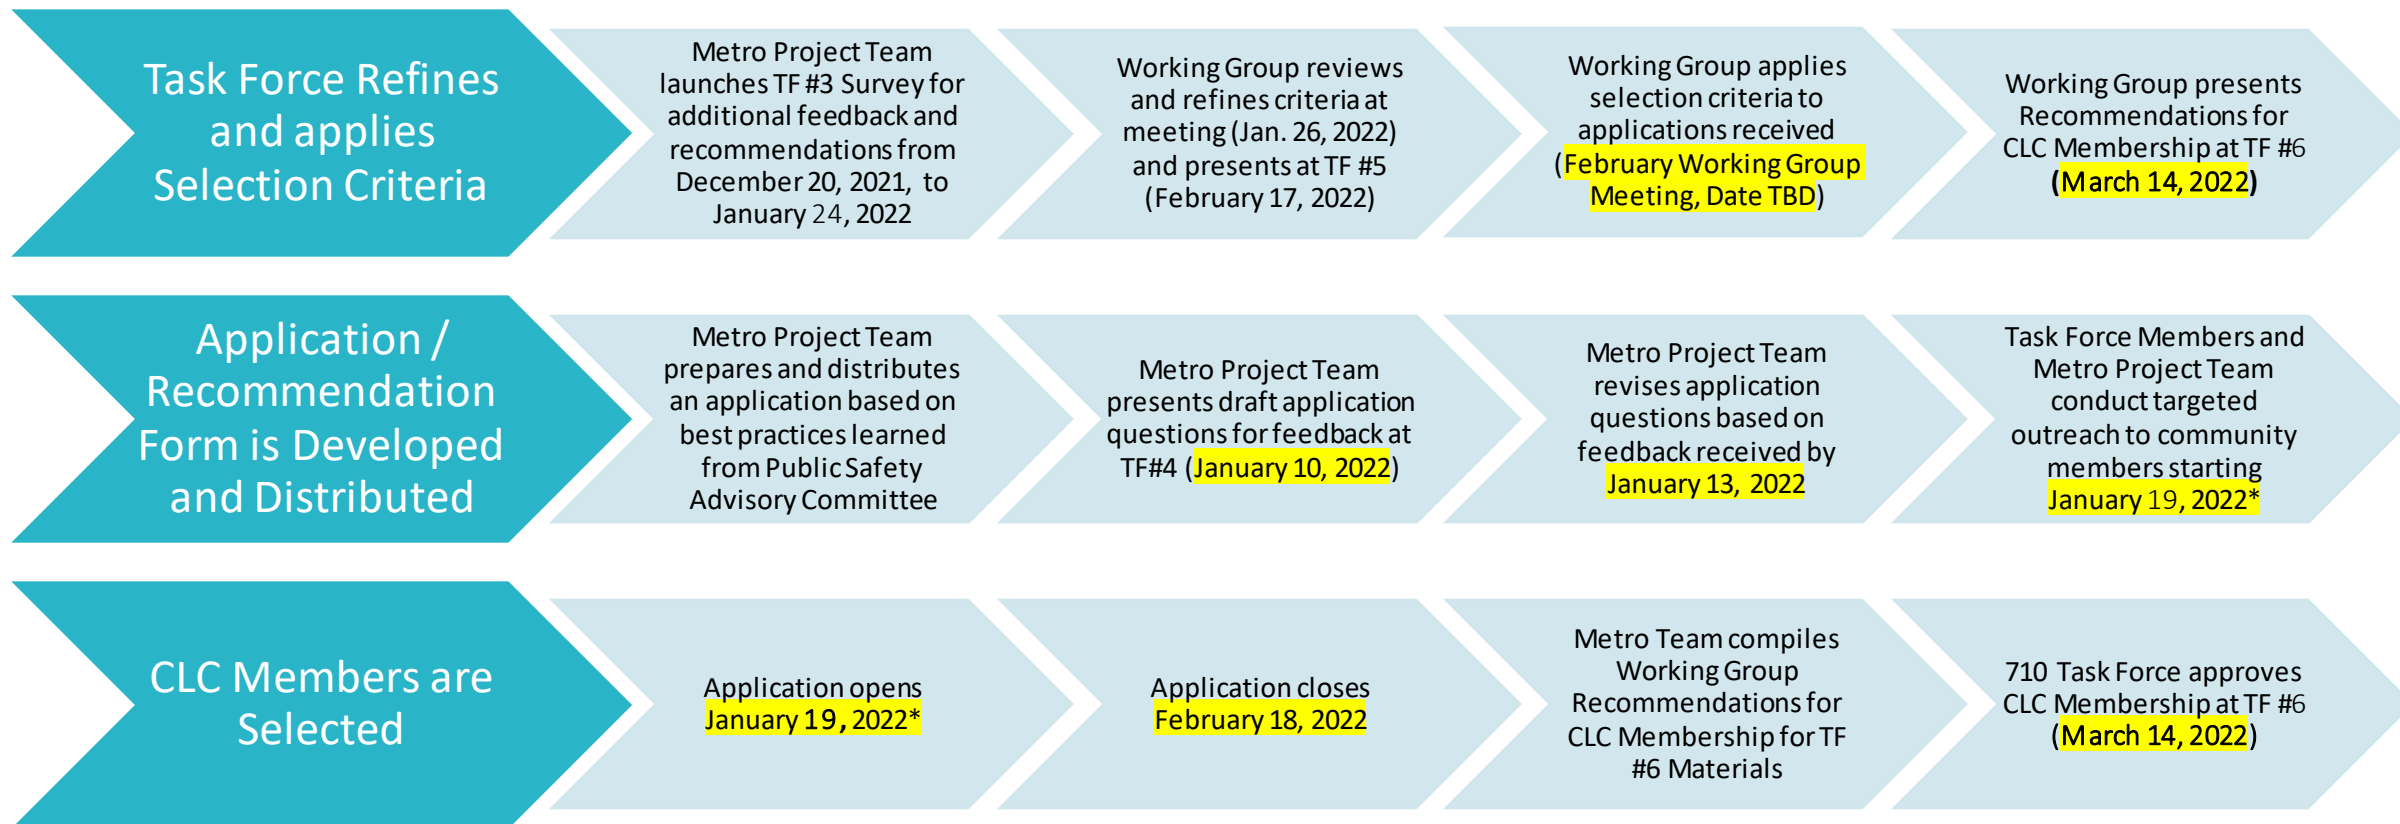 Task Force Refines
and applies
Selection Criteria
Metro Project Team
launches TF #3 Survey for
additional feedback and
recommendations from
December 20, 2021, to
January 24, 2022
Working Group reviews
and refines criteria at
meeting (Jan. 26, 2022)
and presents at TF #5
(February 17, 2022)
Working Group applies
selection criteria to
applications received
(February Working Group
Meeting, Date TBD)
Working Group presents
Recommendations for
CLC Membership at TF #6
(March 14, 2022)
Application /
Recommendation
Form is Developed
and Distributed
Metro Project Team
prepares and distributes
an application based on
best practices learned
from Public Safety
Advisory Committee
Metro Project Team
presents draft application
questions for feedback at
TF#4 (January 10, 2022)
Metro Project Team
revises application
questions based on
feedback received by
January 13, 2022
Task Force Members and
Metro Project Team
conduct targeted
outreach to community
members starting
January 19, 2022*
CLC Members are
Selected
Application opens
January 19, 2022*
Application closes
February 18, 2022
Metro Team compiles
Working Group
Recommendations for
CLC Membership for TF
#6 Materials
710 Task Force approves
CLC Membership at TF #6
(March 14, 2022)